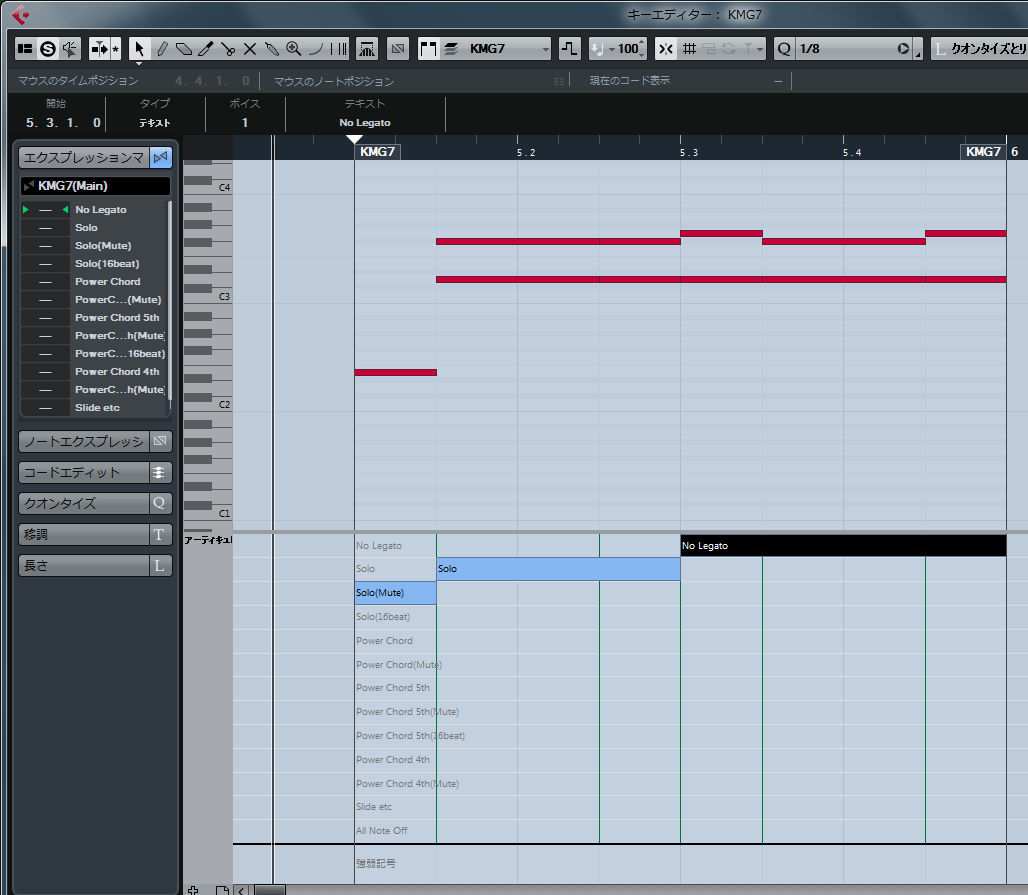 キーエディター： KMG7
KMG7
100
Q 1/8
L クオンタイズとリ
マウスのタイムポジション 4. 4. 1. 0 マウスのノートポジション 現在のコード表示 –
開始 タイプ ボイス テキスト
5. 3. 1. 0 テキスト 1 No Legato
エクスプレッションマ
KMG7 5.2 5.3 5.4 KMG7 6
KMG7(Main)
No Legato
Solo
Solo(Mute)
Solo(16beat)
Power Chord
PowerC...(Mute)
Power Chord 5th
PowerC...h(Mute)
PowerC...16beat)
Power Chord 4th
PowerC...h(Mute)
Slide etc
C4
C3
C2
C1
ノートエクスプレッシ
コードエディット
クオンタイズ Q
移調 T
長さ L
アーティキュ
No Legato No Legato
Solo Solo
Solo(Mute)
Solo(16beat)
Power Chord
Power Chord(Mute)
Power Chord 5th
Power Chord 5th(Mute)
Power Chord 5th(16beat)
Power Chord 4th
Power Chord 4th(Mute)
Slide etc
All Note Off
強弱記号